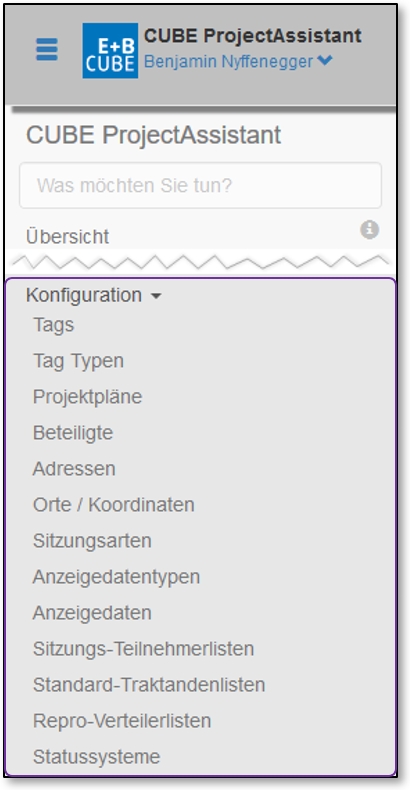 E+B
CUBE
CUBE ProjectAssistant
Benjamin Nyffenegger
CUBE ProjectAssistant
Was möchten Sie tun?
Übersicht
Konfiguration
Tags
Tag Typen
Projektpläne
Beteiligte
Adressen
Orte / Koordinaten
Sitzungsarten
Anzeigedatentypen
Anzeigedaten
Sitzungs-Teilnehmerlisten
Standard-Traktandenlisten
Repro-Verteilerlisten
Statussysteme